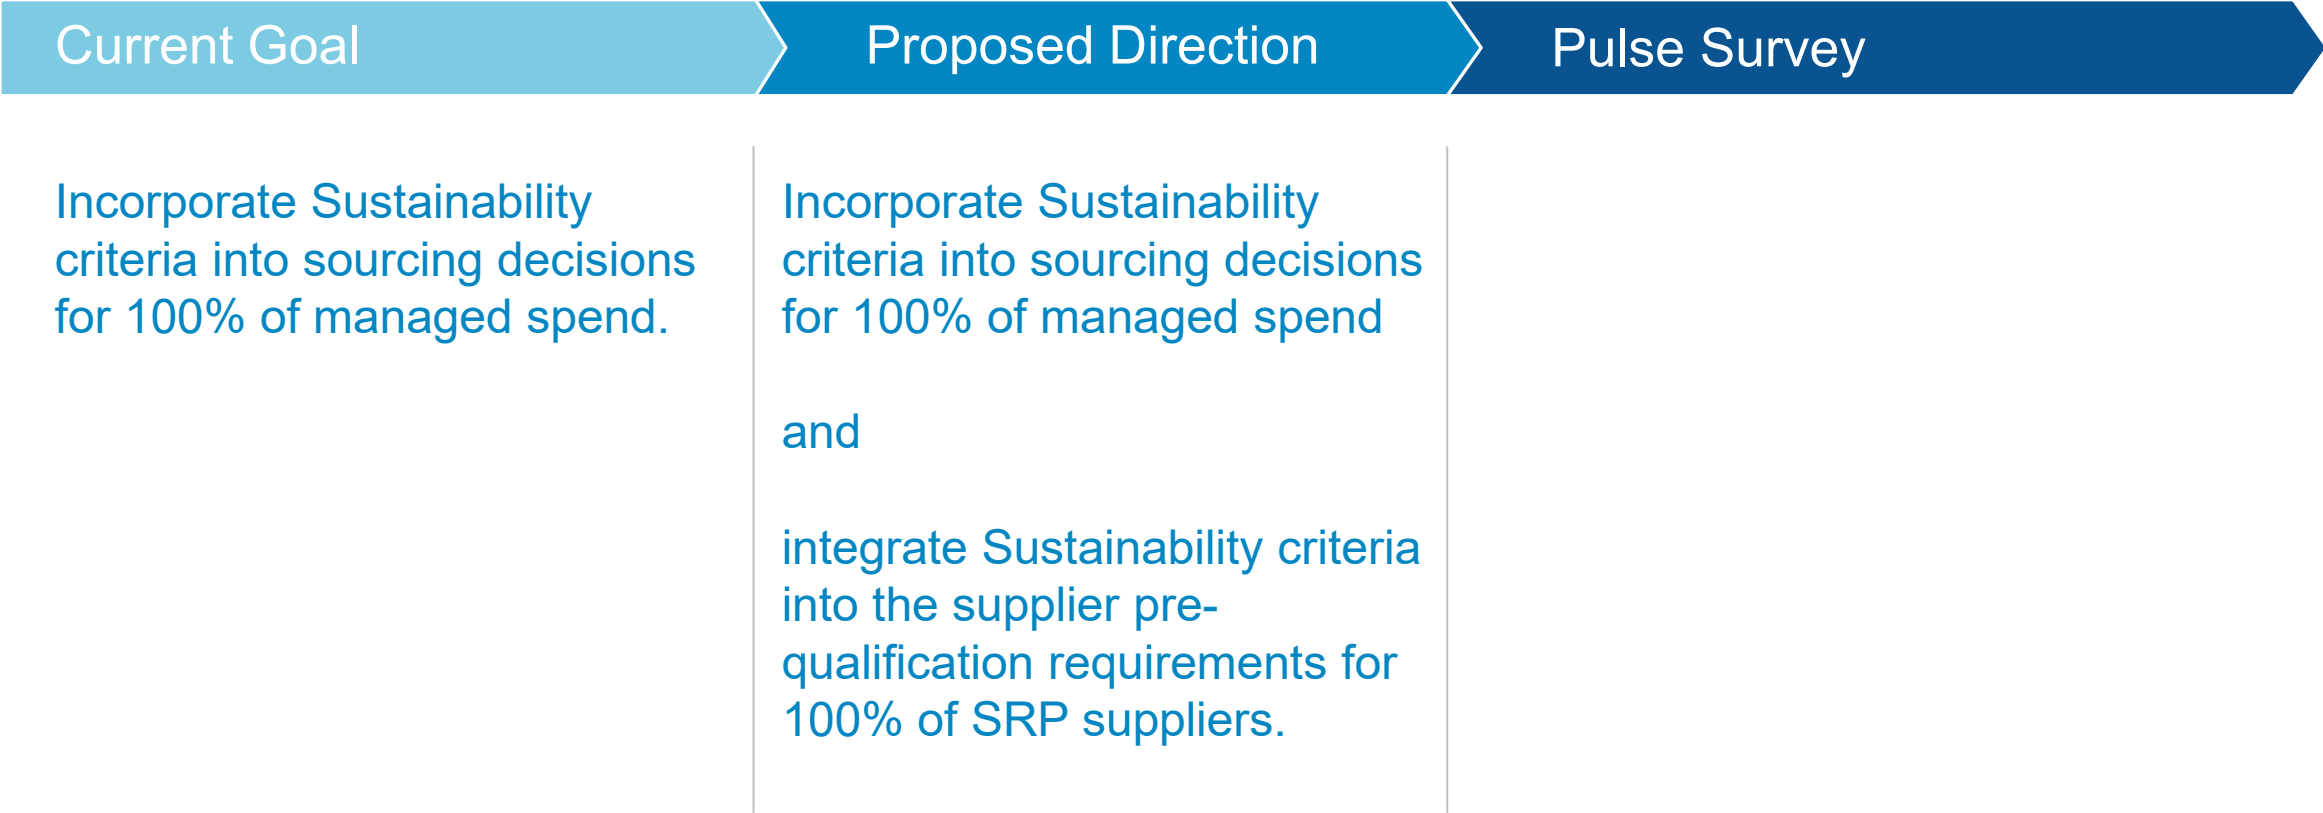 Current Goal
Proposed Direction
Pulse Survey
Incorporate Sustainability
criteria into sourcing decisions
for 100% of managed spend.
Incorporate Sustainability
criteria into sourcing decisions
for 100% of managed spend
and
integrate Sustainability criteria
into the supplier pre-
qualification requirements for
100% of SRP suppliers.